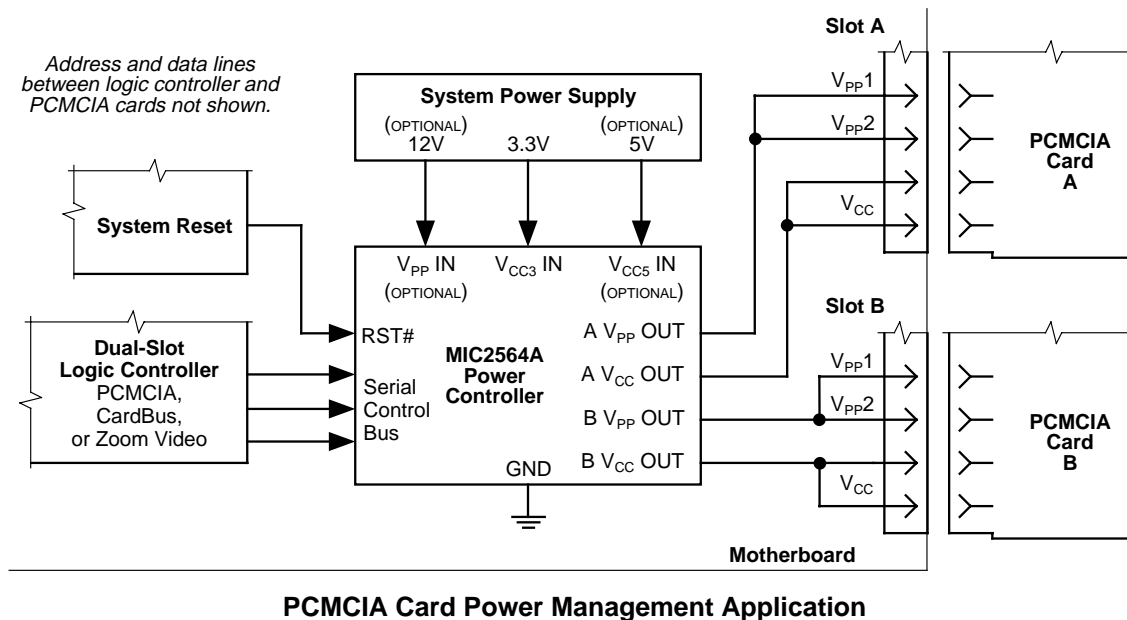 Address and data lines
between logic controller and
PCMCIA cards not shown.
System Power Supply
(OPTIONAL)
12V
3.3V
(OPTIONAL)
5V
System Reset
Dual-Slot
Logic Controller
PCMCIA,
CardBus,
or Zoom Video
VPP IN
(OPTIONAL)
VCC3 IN
VCC5 IN
(OPTIONAL)
RST#
Serial
Control
Bus
MIC2564A
Power
Controller
A VPP OUT
A VCC OUT
B VPP OUT
B VCC OUT
GND
Slot A
VPP1
VPP2
VCC
PCMCIA
Card
A
Slot B
VPP1
VPP2
VCC
PCMCIA
Card
B
Motherboard
PCMCIA Card Power Management Application